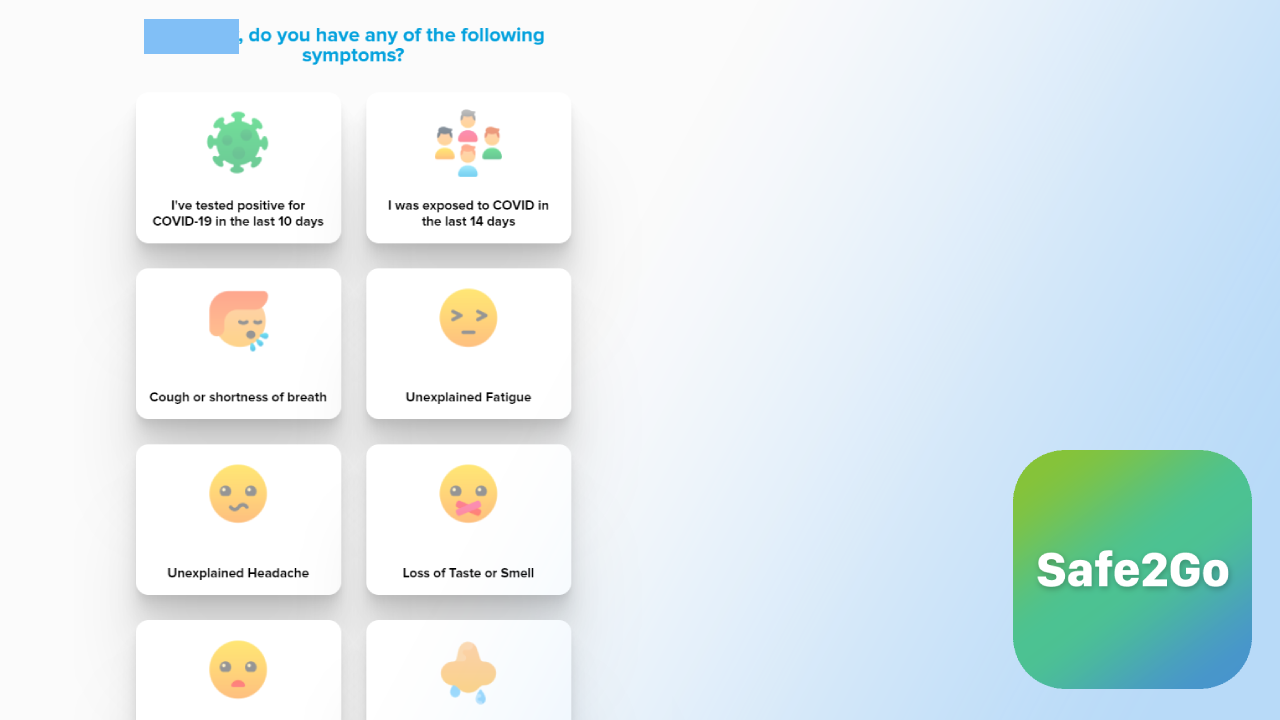 , do you have any of the following
symptoms?
I've tested positive for
COVID-19 in the last 10 days
I was exposed to COVID in
the last 14 days
Cough or shortness of breath
Unexplained Fatigue
Unexplained Headache
Loss of Taste or Smell
Safe2Go